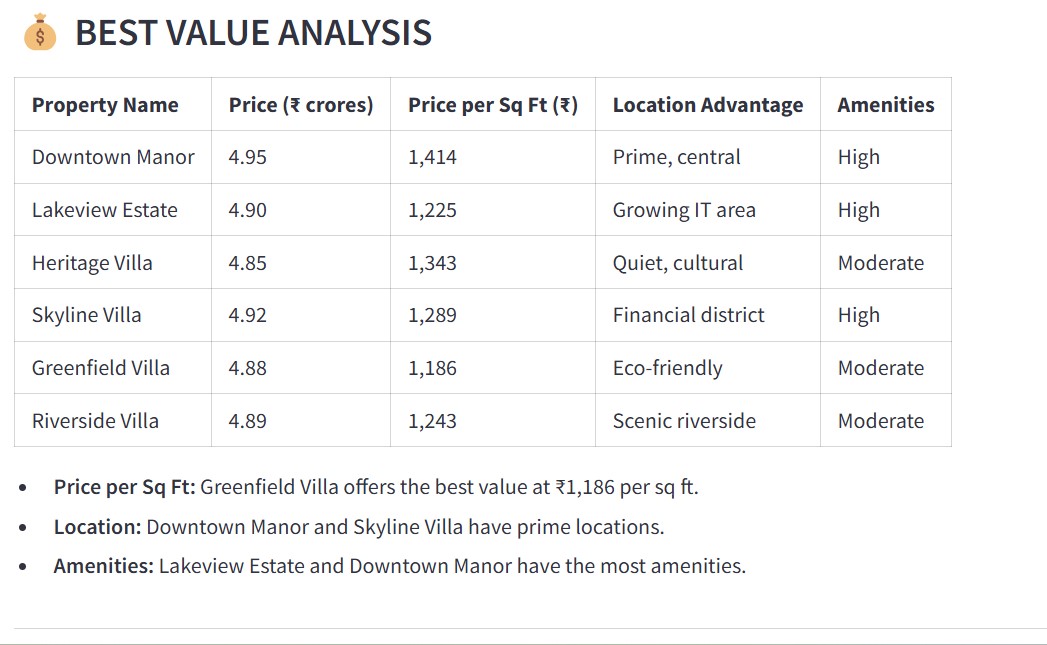 BEST VALUE ANALYSIS
Property Name Price (₹ crores) Price per Sq Ft (₹) Location Advantage Amenities
Downtown Manor 4.95 1,414 Prime, central High
Lakeview Estate 4.90 1,225 Growing IT area High
Heritage Villa 4.85 1,343 Quiet, cultural Moderate
Skyline Villa 4.92 1,289 Financial district High
Greenfield Villa 4.88 1,186 Eco-friendly Moderate
Riverside Villa 4.89 1,243 Scenic riverside Moderate
• Price per Sq Ft: Greenfield Villa offers the best value at ₹1,186 per sq ft.
• Location: Downtown Manor and Skyline Villa have prime locations.
• Amenities: Lakeview Estate and Downtown Manor have the most amenities.